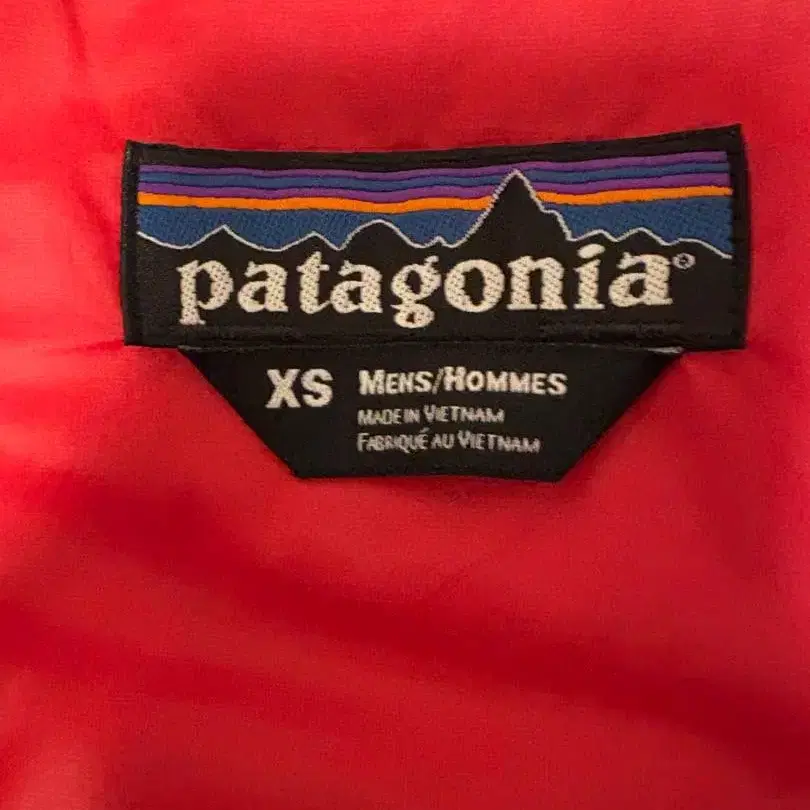 patagonia®
XS MENS/HOMMES
MADE IN VIETNAM
FABRIQUÉ AU VIETNAM